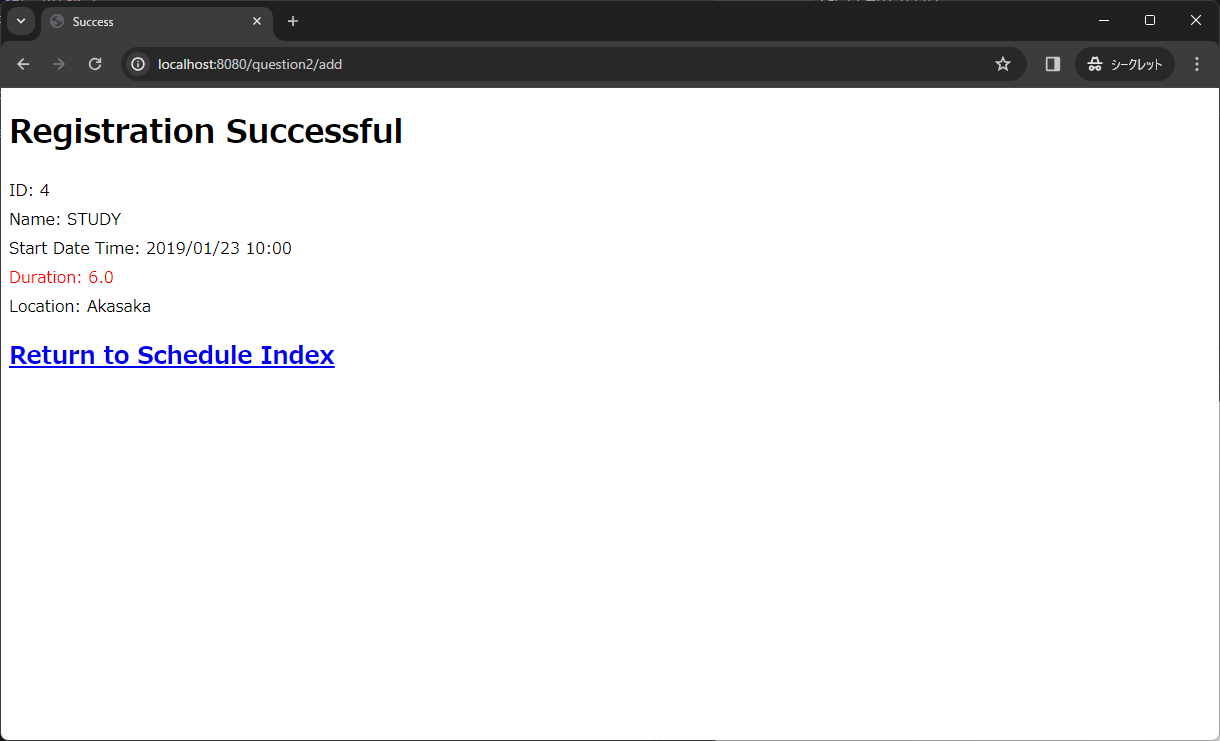 Success
localhost:8080/question2/add
シークレット
Registration Successful
ID: 4
Name: STUDY
Start Date Time: 2019/01/23 10:00
Duration: 6.0
Location: Akasaka
Return to Schedule Index